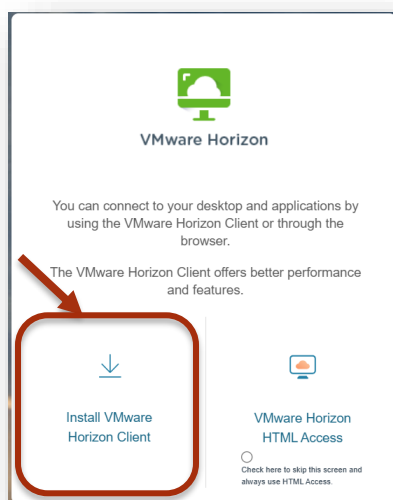 VMware Horizon
You can connect to your desktop and applications by
using the VMware Horizon Client or through the
browser.
The VMware Horizon Client offers better performance
and features.
Install VMware
Horizon Client
VMware Horizon
HTML Access
Check here to skip this screen and
always use HTML Access.